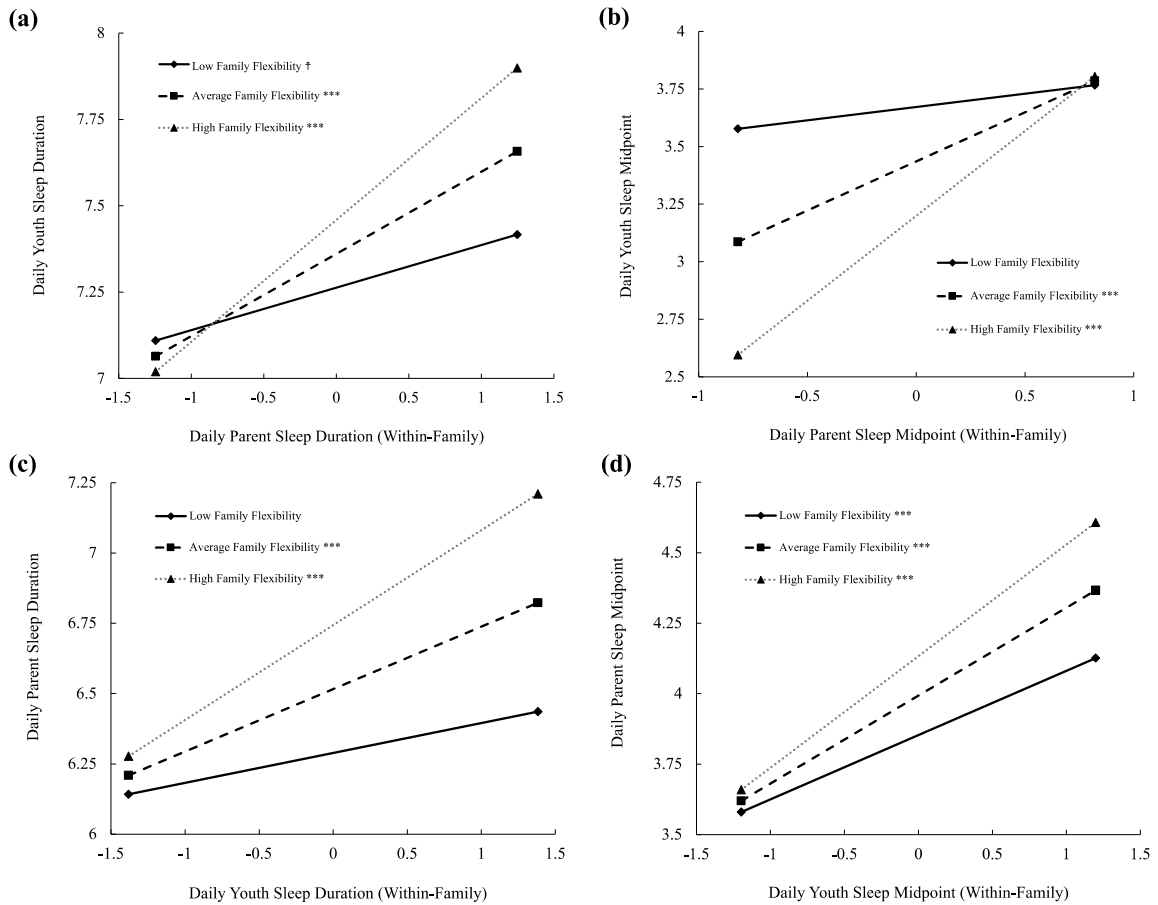 (a)
8
7.75
7.5
7.25
7
Daily Youth Sleep Duration
Low Family Flexibility †
Average Family Flexibility ***
High Family Flexibility ***
-1.5 -1 -0.5 0 0.5 1 1.5
Daily Parent Sleep Duration (Within-Family)
(b)
4
3.75
3.5
3.25
3
2.75
2.5
Daily Youth Sleep Midpoint
Low Family Flexibility
Average Family Flexibility ***
High Family Flexibility ***
-1 -0.5 0 0.5 1
Daily Parent Sleep Midpoint (Within-Family)
(c)
7.25
7
6.75
6.5
6.25
6
Daily Parent Sleep Duration
Low Family Flexibility
Average Family Flexibility ***
High Family Flexibility ***
-1.5 -1 -0.5 0 0.5 1 1.5
Daily Youth Sleep Duration (Within-Family)
(d)
4.75
4.5
4.25
4
3.75
3.5
Daily Parent Sleep Midpoint
Low Family Flexibility ***
Average Family Flexibility ***
High Family Flexibility ***
-1.5 -1 -0.5 0 0.5 1 1.5
Daily Youth Sleep Midpoint (Within-Family)